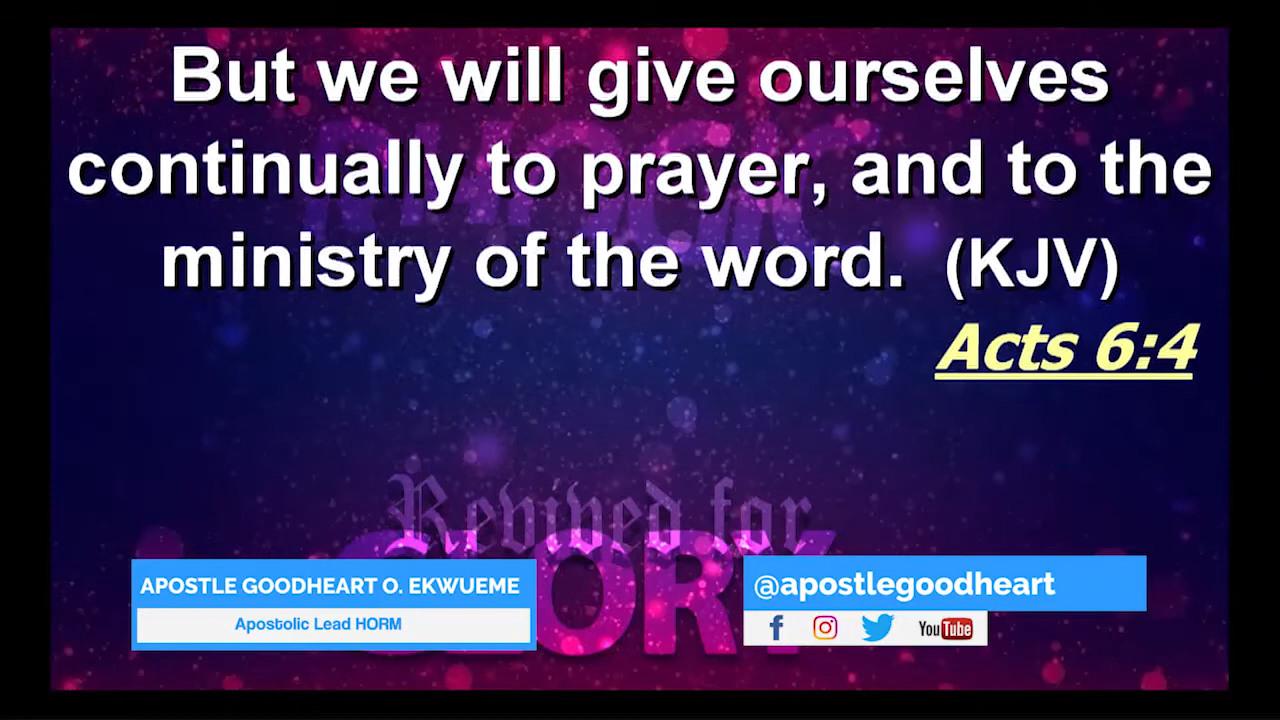 But we will give ourselves
continually to prayer, and to the
ministry of the word. (KJV)
Acts 6:4
Revived for
GLORY
APOSTLE GOODHEART O. EKWUEME
Apostolic Lead HORM
@apostlegoodheart
YouTube